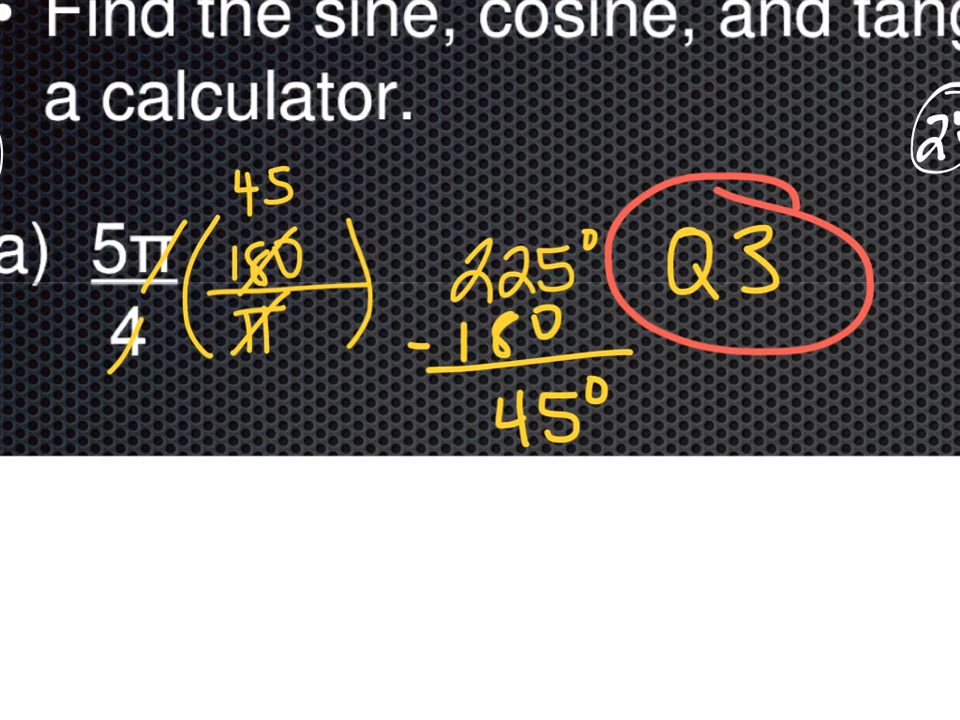 • Find the sine, cosine, and tang
a calculator.
45
a) 5π/4 (180/π) 225° Q3
- 180
45°